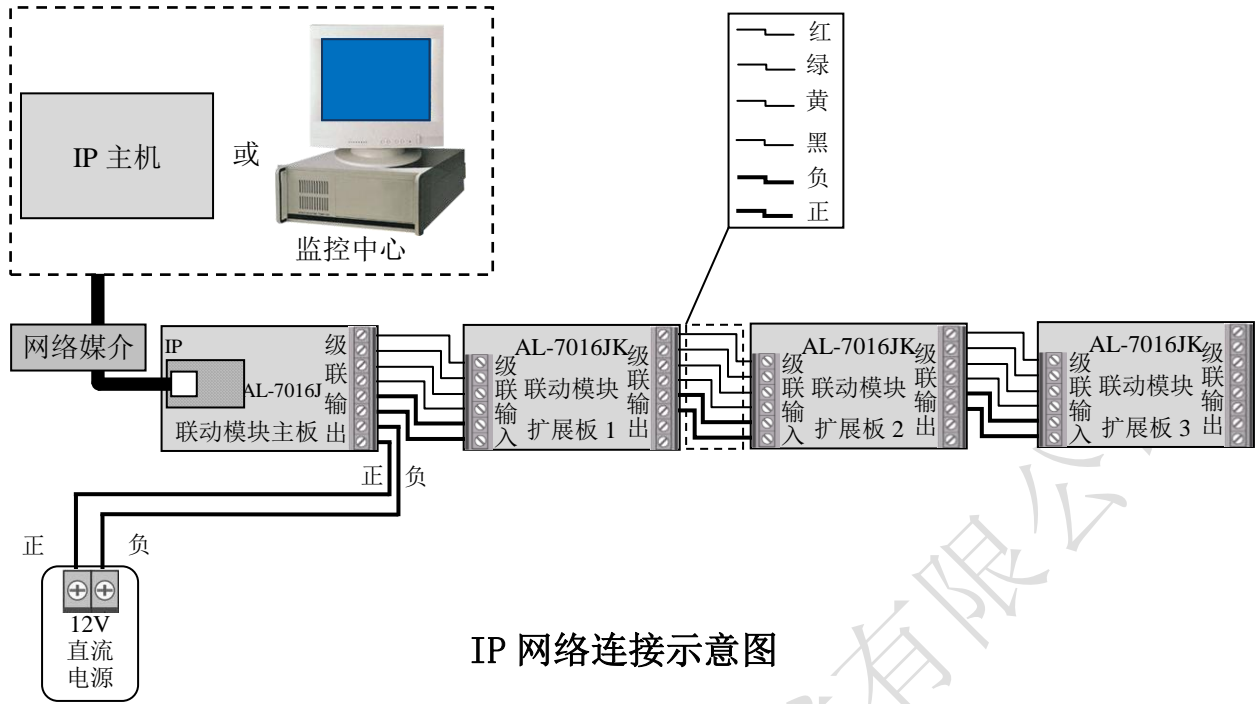 IP 主机
或
监控中心
红
绿
黄
黑
负
正
网络媒介
IP
AL-7016J
联动模块主板
级联输出
AL-7016JK
联动模块
扩展板 1
级联输入
级联输出
AL-7016JK
联动模块
扩展板 2
级联输入
级联输出
AL-7016JK
联动模块
扩展板 3
级联输入
级联输出
正
负
正
负
12V
直流
电源
IP 网络连接示意图
有限公